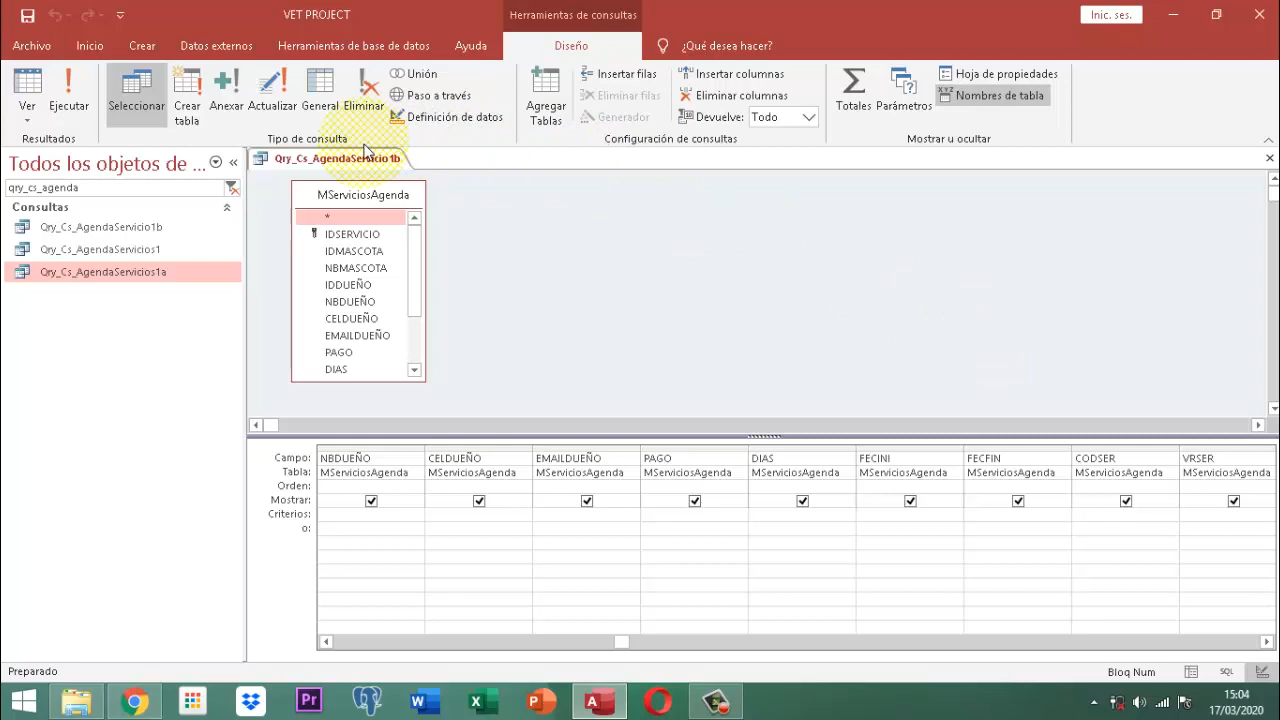 VET PROJECT
Herramientas de consultas
Inic. ses.
Archivo
Inicio
Crear
Datos externos
Herramientas de base de datos
Ayuda
Diseño
¿Qué desea hacer?
Ver
Ejecutar
Resultados
Seleccionar
Crear tabla
Anexar
Actualizar
General
Eliminar
Unión
Paso a través
Definición de datos
Tipo de consulta
Agregar Tablas
Insertar filas
Eliminar filas
Generador
Insertar columnas
Eliminar columnas
Devuelve: Todo
Configuración de consultas
Totales
Parámetros
Hoja de propiedades
Nombres de tabla
Mostrar u ocultar
Todos los objetos de ...
qry_cs_agenda
Consultas
Qry_Cs_AgendaServicio1b
Qry_Cs_AgendaServicios1
Qry_Cs_AgendaServicios1a
Qry_Cs_AgendaServicio1b
MServiciosAgenda
*
IDSERVICIO
IDMASCOTA
NBMASCOTA
IDDUEÑO
NBDUEÑO
CELDUEÑO
EMAILDUEÑO
PAGO
DIAS
Campo: NBDUEÑO CELDUEÑO EMAILDUEÑO PAGO DIAS FECINI FECFIN CODSER VRSER
Tabla: MServiciosAgenda MServiciosAgenda MServiciosAgenda MServiciosAgenda MServiciosAgenda MServiciosAgenda MServiciosAgenda MServiciosAgenda MServiciosAgenda
Orden:
Mostrar:
Criterios:
o:
Preparado
Bloq Num
SQL
Pr
W
X
P
A
15:04
17/03/2020